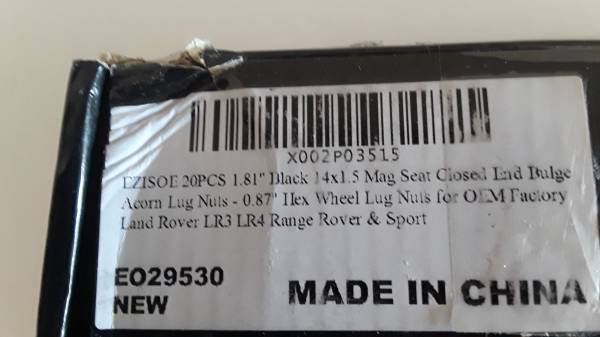 X002P03515
EZISOE 20PCS 1.81" Black 14x1.5 Mag Seat Closed End Bulge
Acorn Lug Nuts - 0.87" Hex Wheel Lug Nuts for OEM Factory
Land Rover LR3 LR4 Range Rover & Sport
EO29530
NEW
MADE IN CHINA